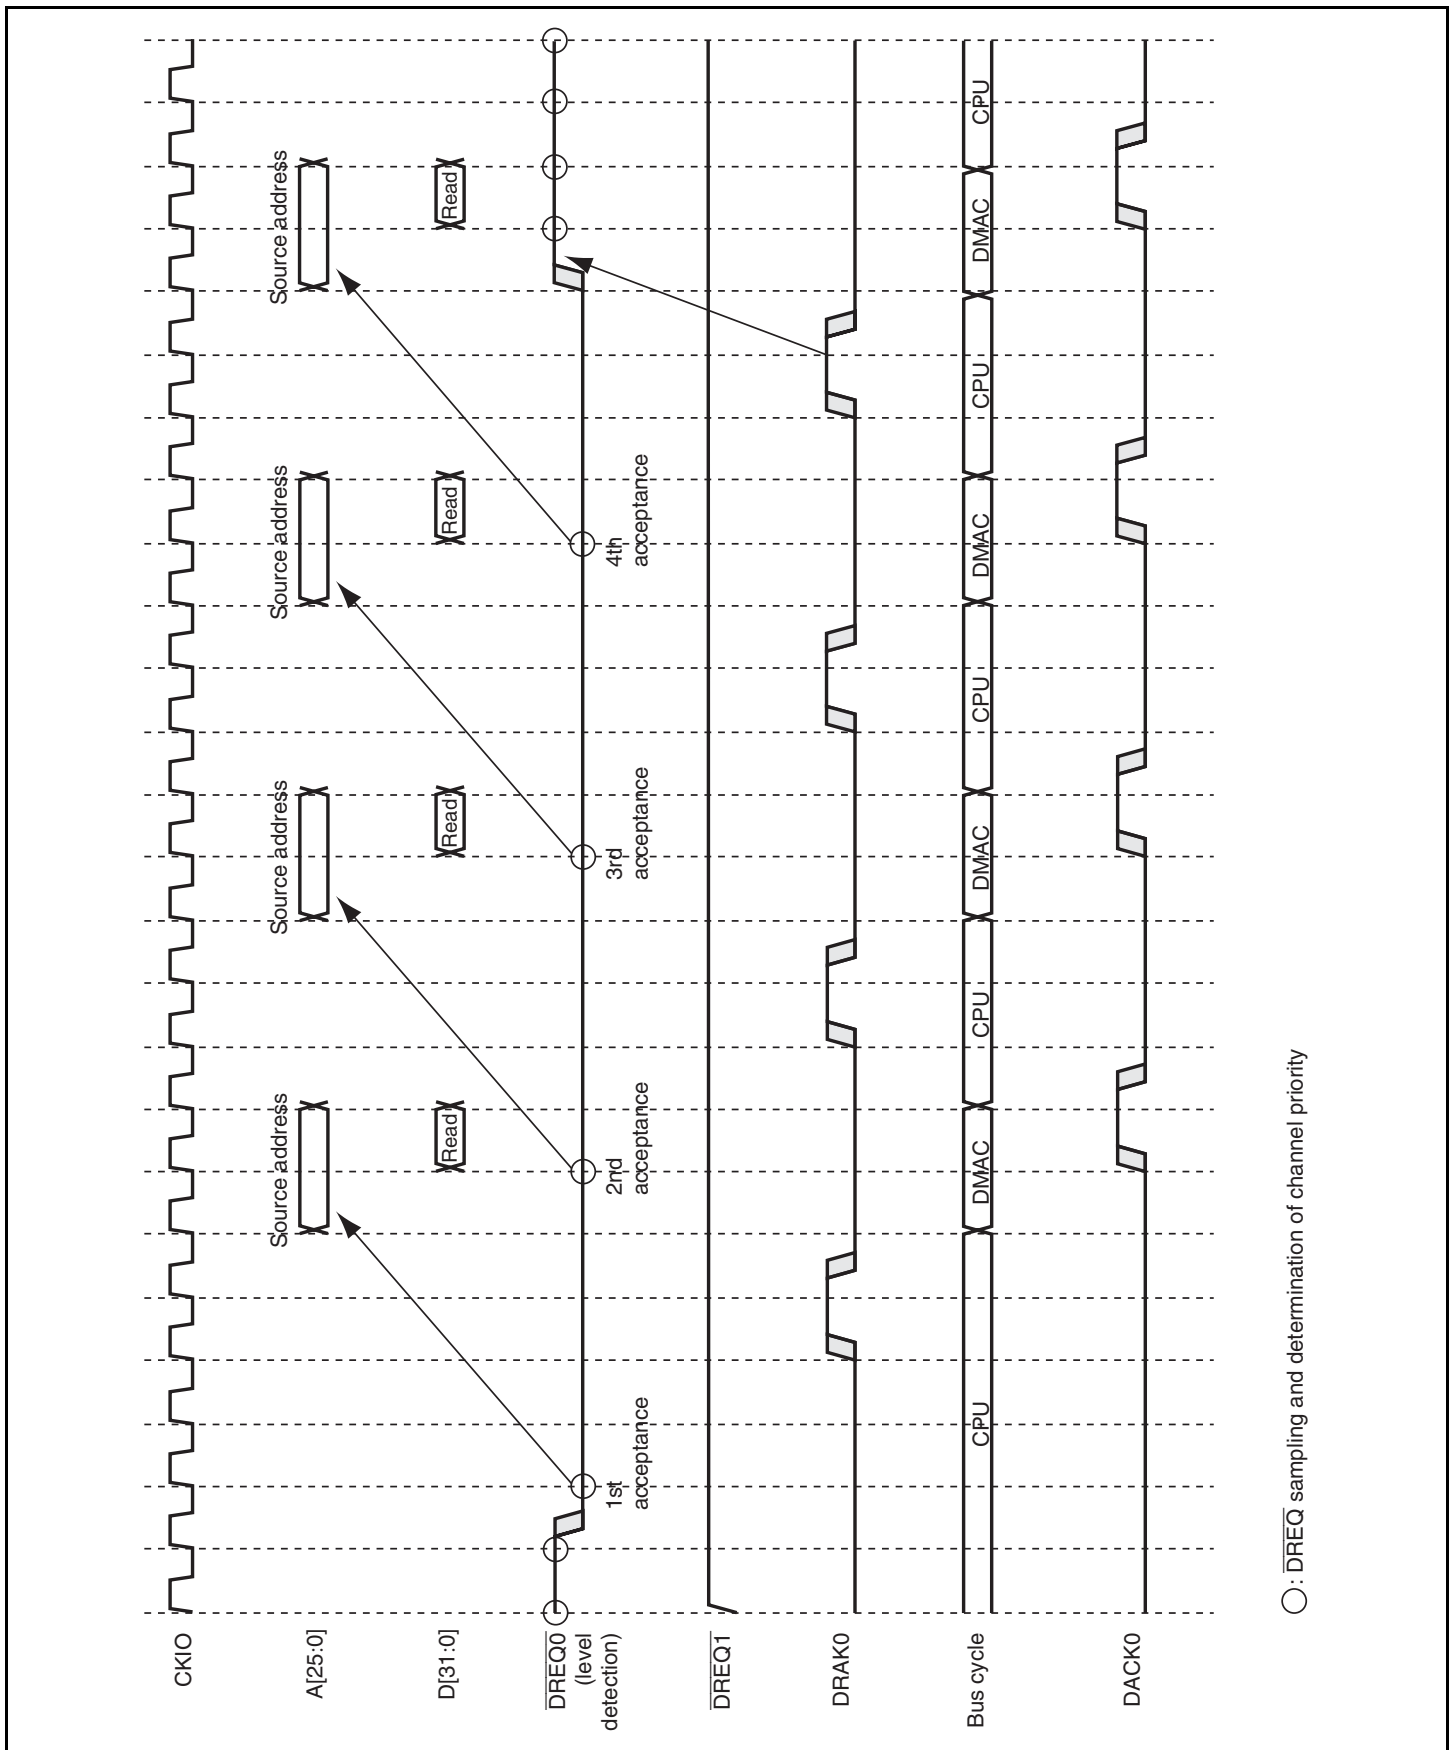 CKIO
A[25:0]
Source address
Source address
Source address
Source address
D[31:0]
Read
Read
Read
Read
DREQ0
(level
detection)
1st
acceptance
2nd
acceptance
3rd
acceptance
4th
acceptance
DREQ1
DRAK0
Bus cycle
CPU
DMAC
CPU
DMAC
CPU
DMAC
CPU
DMAC
CPU
DACK0
: DREQ sampling and determination of channel priority